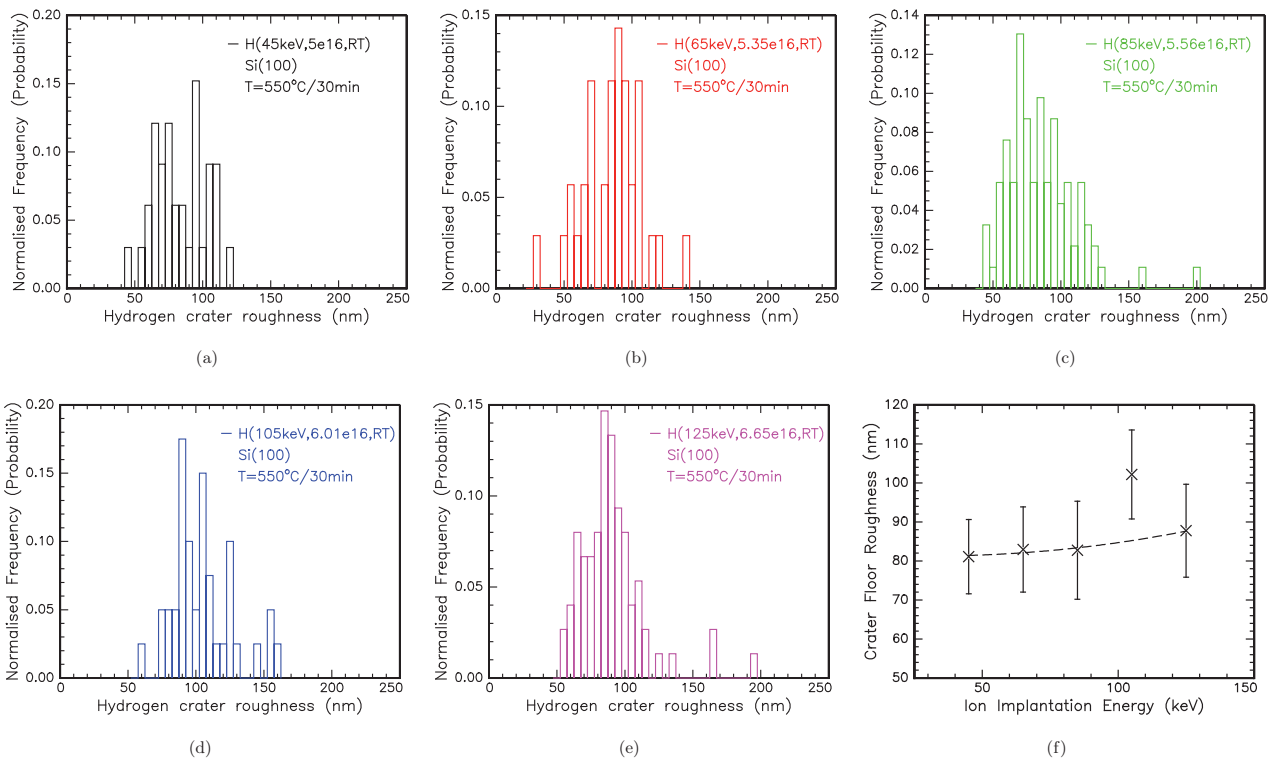 0.20
0.15
0.10
0.05
0.00
0
50
100
150
200
250
Normalised Frequency (Probability)
Hydrogen crater roughness (nm)
H(45keV,5e16,RT)
Si(100)
T=550°C/30min
(a)
0.15
0.10
0.05
0.00
0
50
100
150
200
250
Normalised Frequency (Probability)
Hydrogen crater roughness (nm)
H(65keV,5.35e16,RT)
Si(100)
T=550°C/30min
(b)
0.14
0.12
0.10
0.08
0.06
0.04
0.02
0.00
0
50
100
150
200
250
Normalised Frequency (Probability)
Hydrogen crater roughness (nm)
H(85keV,5.56e16,RT)
Si(100)
T=550°C/30min
(c)
0.20
0.15
0.10
0.05
0.00
0
50
100
150
200
250
Normalised Frequency (Probability)
Hydrogen crater roughness (nm)
H(105keV,6.01e16,RT)
Si(100)
T=550°C/30min
(d)
0.15
0.10
0.05
0.00
0
50
100
150
200
250
Normalised Frequency (Probability)
Hydrogen crater roughness (nm)
H(125keV,6.65e16,RT)
Si(100)
T=550°C/30min
(e)
120
110
100
90
80
70
60
50
50
100
150
Crater Floor Roughness (nm)
Ion Implantation Energy (keV)
(f)